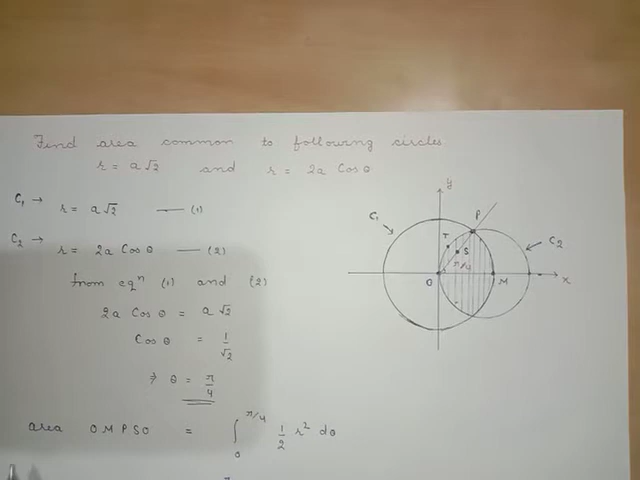 Find area common to following circles.
r = a√2 and r = 2a Cos θ
C₁ → r = a√2 —— (1)
C₂ → r = 2a Cos θ —— (2)
from eqⁿ (1) and (2)
2a Cos θ = a√2
Cos θ = 1/√2
⇒ θ = π/4
area OMPSO = ∫₀^π/4 1/2 r² dθ
y
C₁
P
C₂
T
S
π/4
O
M
x